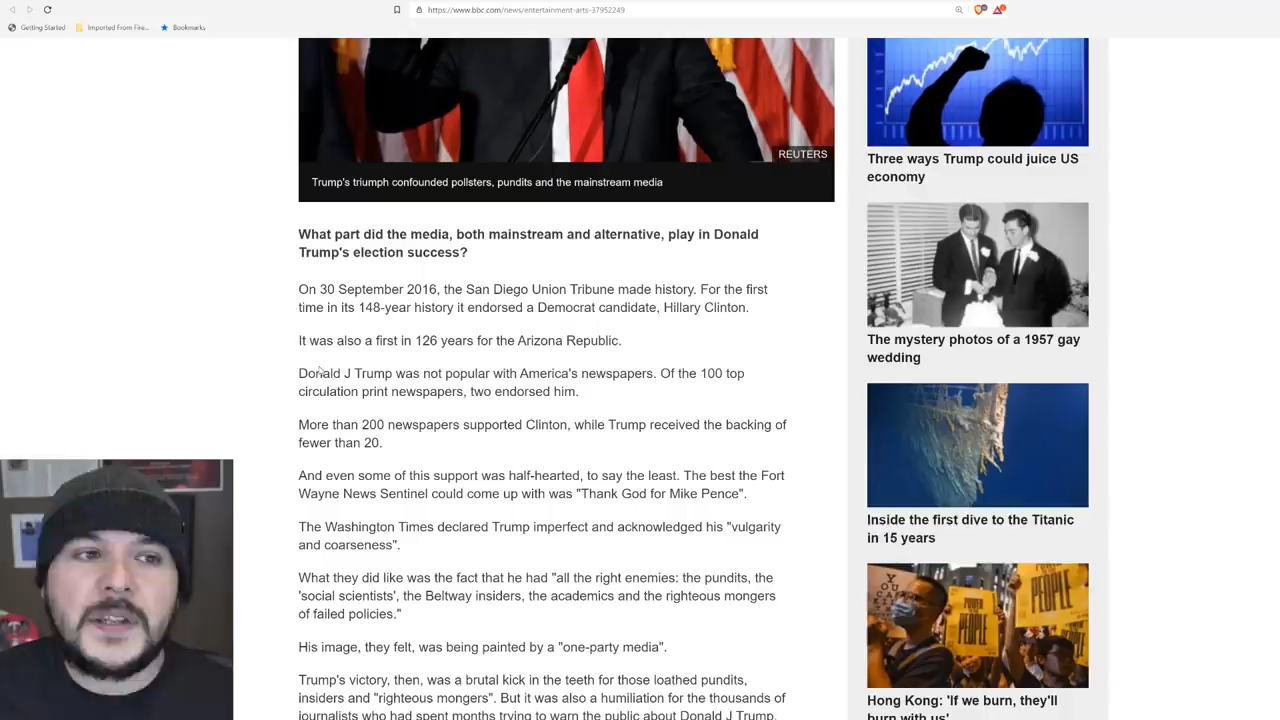 https://www.bbc.com/news/entertainment-arts-37952249
Getting Started
Imported From Fire...
Bookmarks
REUTERS
Trump's triumph confounded pollsters, pundits and the mainstream media
What part did the media, both mainstream and alternative, play in Donald
Trump's election success?
On 30 September 2016, the San Diego Union Tribune made history. For the first
time in its 148-year history it endorsed a Democrat candidate, Hillary Clinton.
It was also a first in 126 years for the Arizona Republic.
Donald J Trump was not popular with America's newspapers. Of the 100 top
circulation print newspapers, two endorsed him.
More than 200 newspapers supported Clinton, while Trump received the backing of
fewer than 20.
And even some of this support was half-hearted, to say the least. The best the Fort
Wayne News Sentinel could come up with was "Thank God for Mike Pence".
The Washington Times declared Trump imperfect and acknowledged his "vulgarity
and coarseness".
What they did like was the fact that he had "all the right enemies: the pundits, the
'social scientists', the Beltway insiders, the academics and the righteous mongers
of failed policies."
His image, they felt, was being painted by a "one-party media".
Trump's victory, then, was a brutal kick in the teeth for those loathed pundits,
insiders and "righteous mongers". But it was also a humiliation for the thousands of
journalists who had spent months trying to warn the public about Donald J Trump.
Three ways Trump could juice US
economy
The mystery photos of a 1957 gay
wedding
Inside the first dive to the Titanic
in 15 years
YOU
PEOPLE
PEOPLE
Hong Kong: 'If we burn, they'll
burn with us'